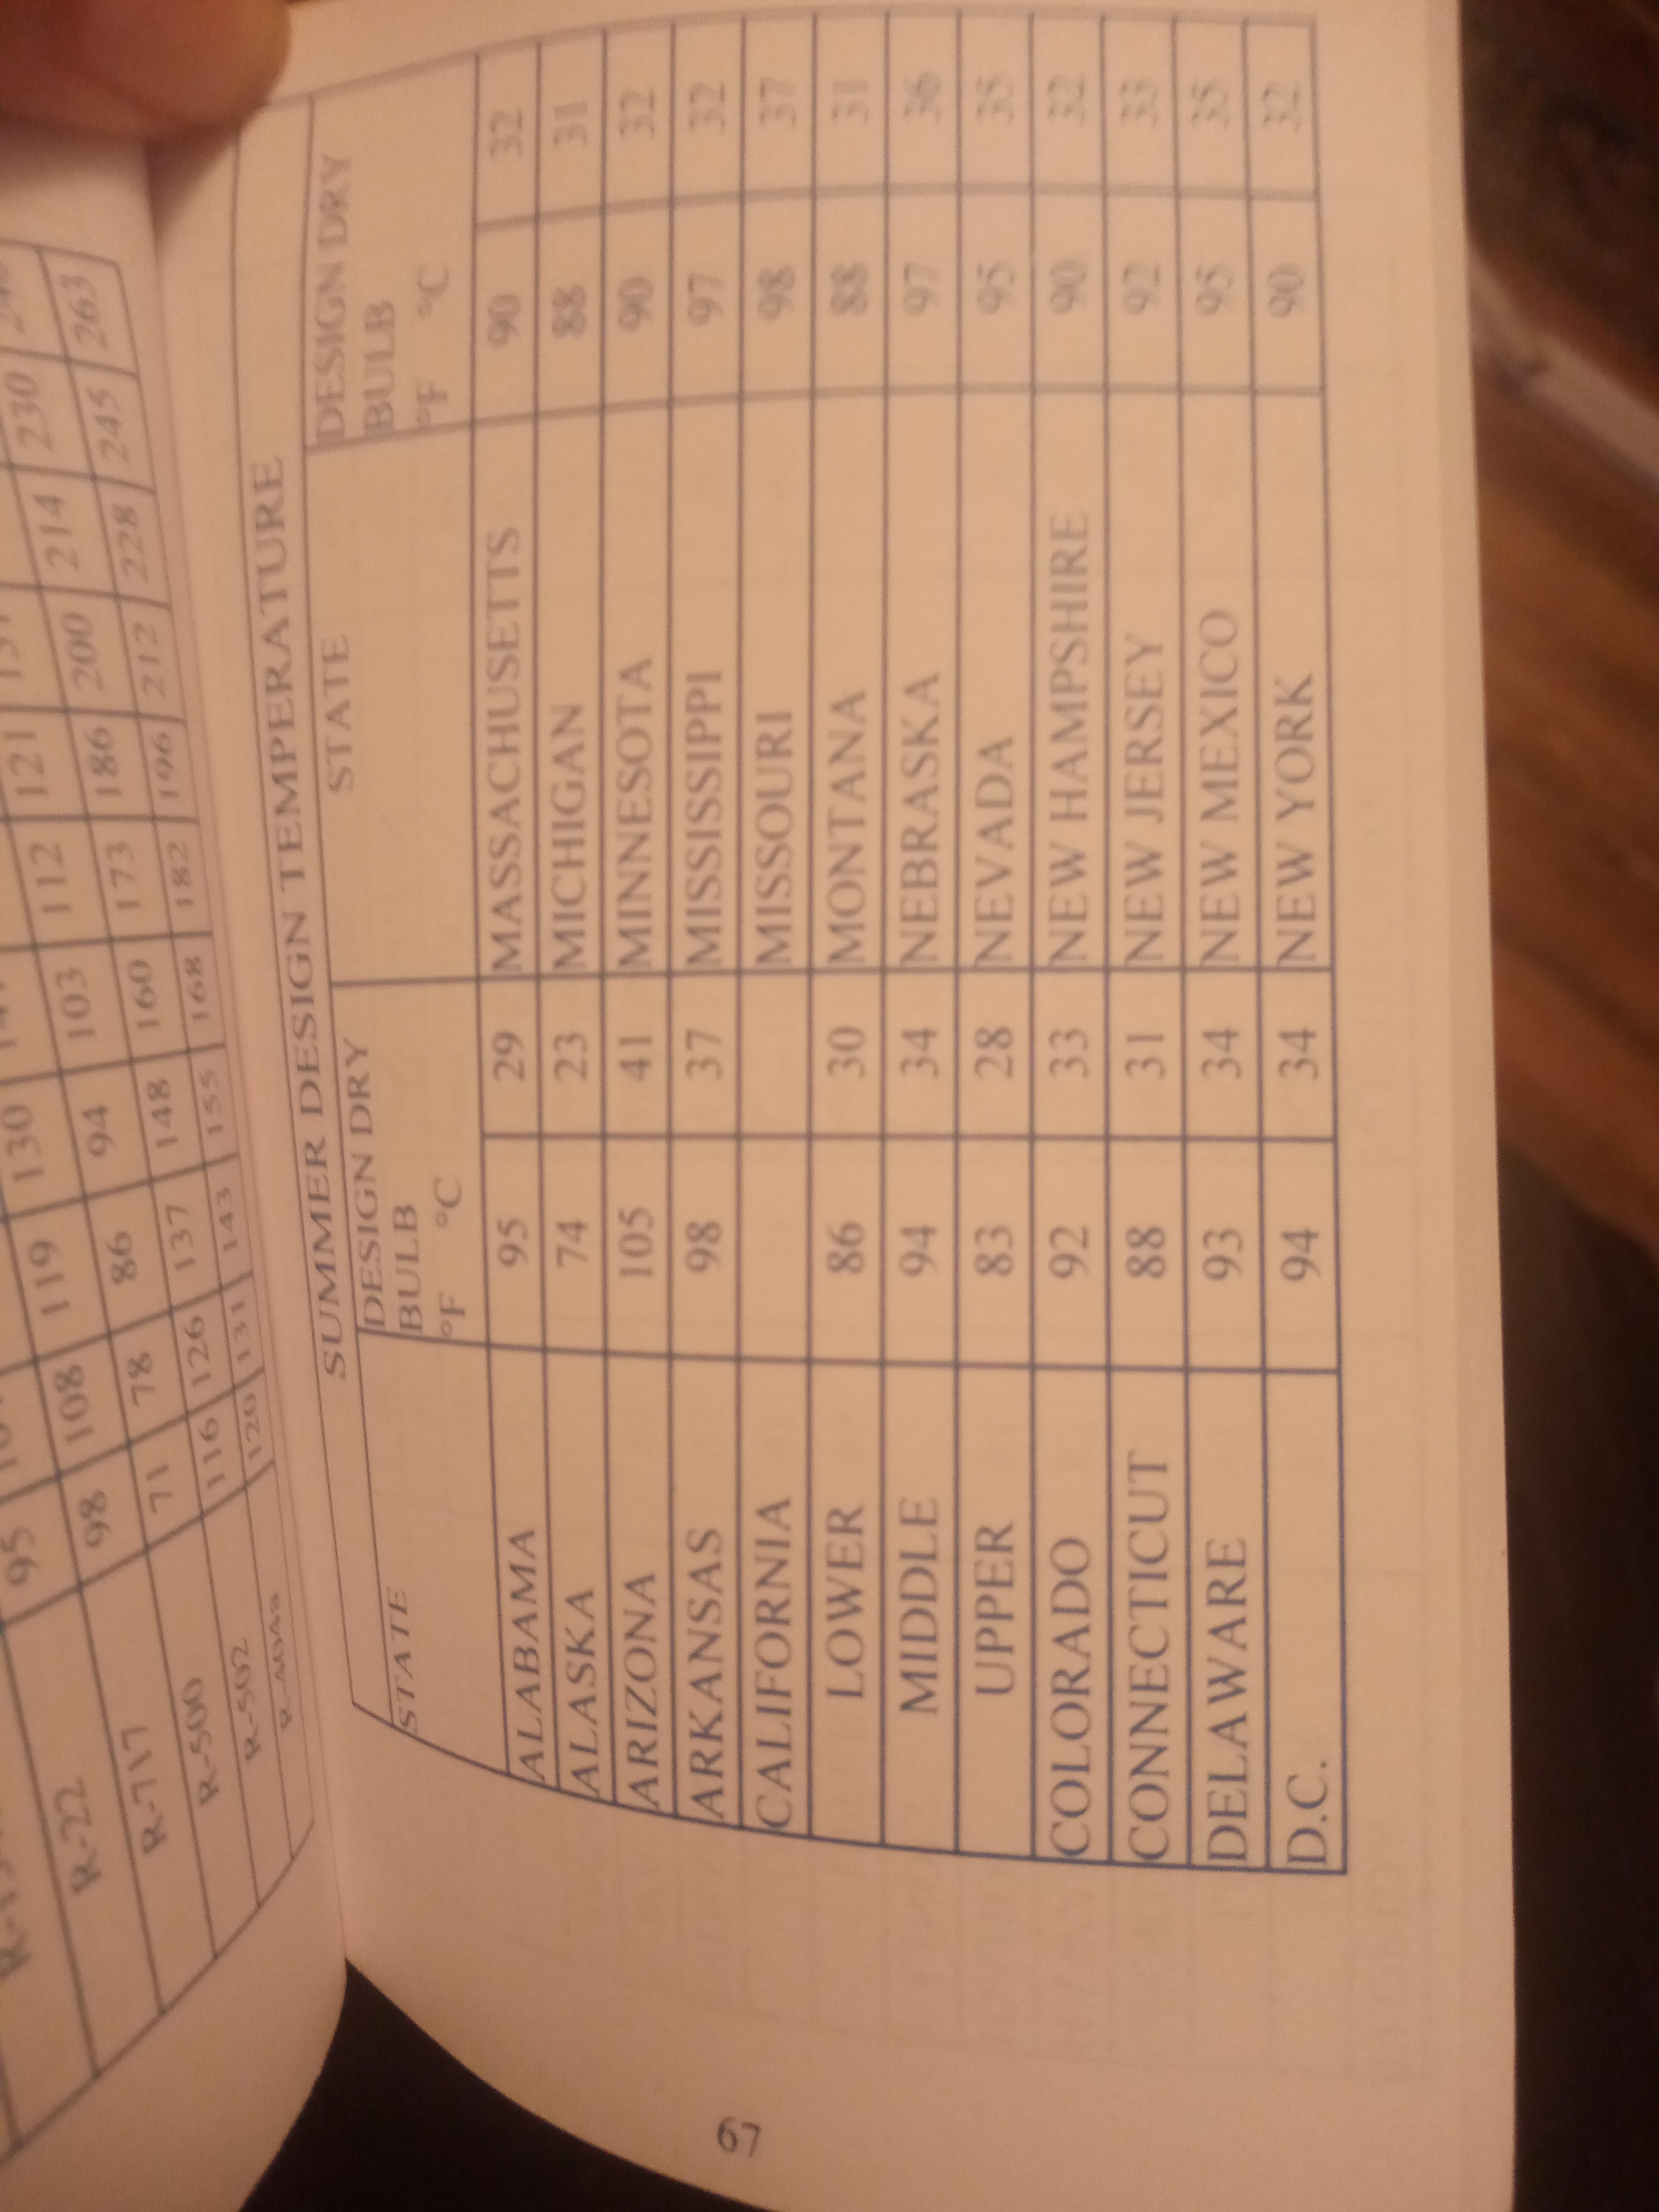 R-22 95
R-717 98 108 119 130
R-500 71 78 86 94 103 112 121
R-502 116 126 137 148 160 173 186 200 214 230
R-404a 120 131 143 155 168 182 196 212 228 245 263
SUMMER DESIGN TEMPERATURE
STATE DESIGN DRY BULB °F °C STATE DESIGN DRY BULB °F °C
ALABAMA 95 29 MASSACHUSETTS 90 32
ALASKA 74 23 MICHIGAN 88 31
ARIZONA 105 41 MINNESOTA 90 32
ARKANSAS 98 37 MISSISSIPPI 97 32
CALIFORNIA MISSOURI 98 37
LOWER 86 30 MONTANA 88 31
MIDDLE 94 34 NEBRASKA 97 36
UPPER 83 28 NEVADA 95 35
COLORADO 92 33 NEW HAMPSHIRE 90 32
CONNECTICUT 88 31 NEW JERSEY 92 33
DELAWARE 93 34 NEW MEXICO 95 35
D.C. 94 34 NEW YORK 90 32
67